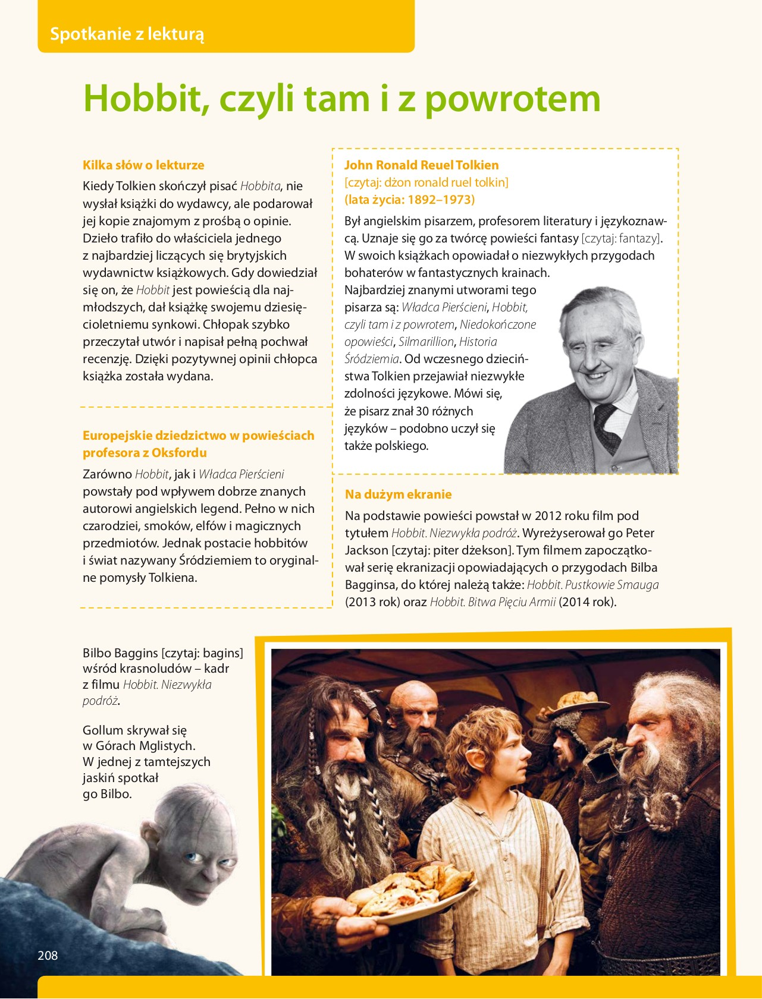 Spotkanie z lekturą
Hobbit, czyli tam i z powrotem
Kilka słów o lekturze
Kiedy Tolkien skończył pisać Hobbita, nie
wysłał książki do wydawcy, ale podarował
jej kopie znajomym z prośbą o opinie.
Dzieło trafiło do właściciela jednego
z najbardziej liczących się brytyjskich
wydawnictw książkowych. Gdy dowiedział
się on, że Hobbit jest powieścią dla naj-
młodszych, dał książkę swojemu dziesię-
cioletniemu synkowi. Chłopak szybko
przeczytał utwór i napisał pełną pochwał
recenzję. Dzięki pozytywnej opinii chłopca
książka została wydana.
Europejskie dziedzictwo w powieściach
profesora z Oksfordu
Zarówno Hobbit, jak i Władca Pierścieni
powstały pod wpływem dobrze znanych
autorowi angielskich legend. Pełno w nich
czarodziei, smoków, elfów i magicznych
przedmiotów. Jednak postacie hobbitów
i świat nazywany Śródziemiem to oryginal-
ne pomysły Tolkiena.
John Ronald Reuel Tolkien
[czytaj: dżon ronald ruel tolkin]
(lata życia: 1892–1973)
Był angielskim pisarzem, profesorem literatury i językoznaw-
cą. Uznaje się go za twórcę powieści fantasy [czytaj: fantazy].
W swoich książkach opowiadał o niezwykłych przygodach
bohaterów w fantastycznych krainach.
Najbardziej znanymi utworami tego
pisarza są: Władca Pierścieni, Hobbit,
czyli tam i z powrotem, Niedokończone
opowieści, Silmarillion, Historia
Śródziemia. Od wczesnego dzieciń-
stwa Tolkien przejawiał niezwykłe
zdolności językowe. Mówi się,
że pisarz znał 30 różnych
języków – podobno uczył się
także polskiego.
Na dużym ekranie
Na podstawie powieści powstał w 2012 roku film pod
tytułem Hobbit. Niezwykła podróż. Wyreżyserował go Peter
Jackson [czytaj: piter dżekson]. Tym filmem zapoczątko-
wał serię ekranizacji opowiadających o przygodach Bilba
Bagginsa, do której należą także: Hobbit. Pustkowie Smauga
(2013 rok) oraz Hobbit. Bitwa Pięciu Armii (2014 rok).
Bilbo Baggins [czytaj: bagins]
wśród krasnoludów – kadr
z filmu Hobbit. Niezwykła
podróż.
Gollum skrywał się
w Górach Mglistych.
W jednej z tamtejszych
jaskiń spotkał
go Bilbo.
208